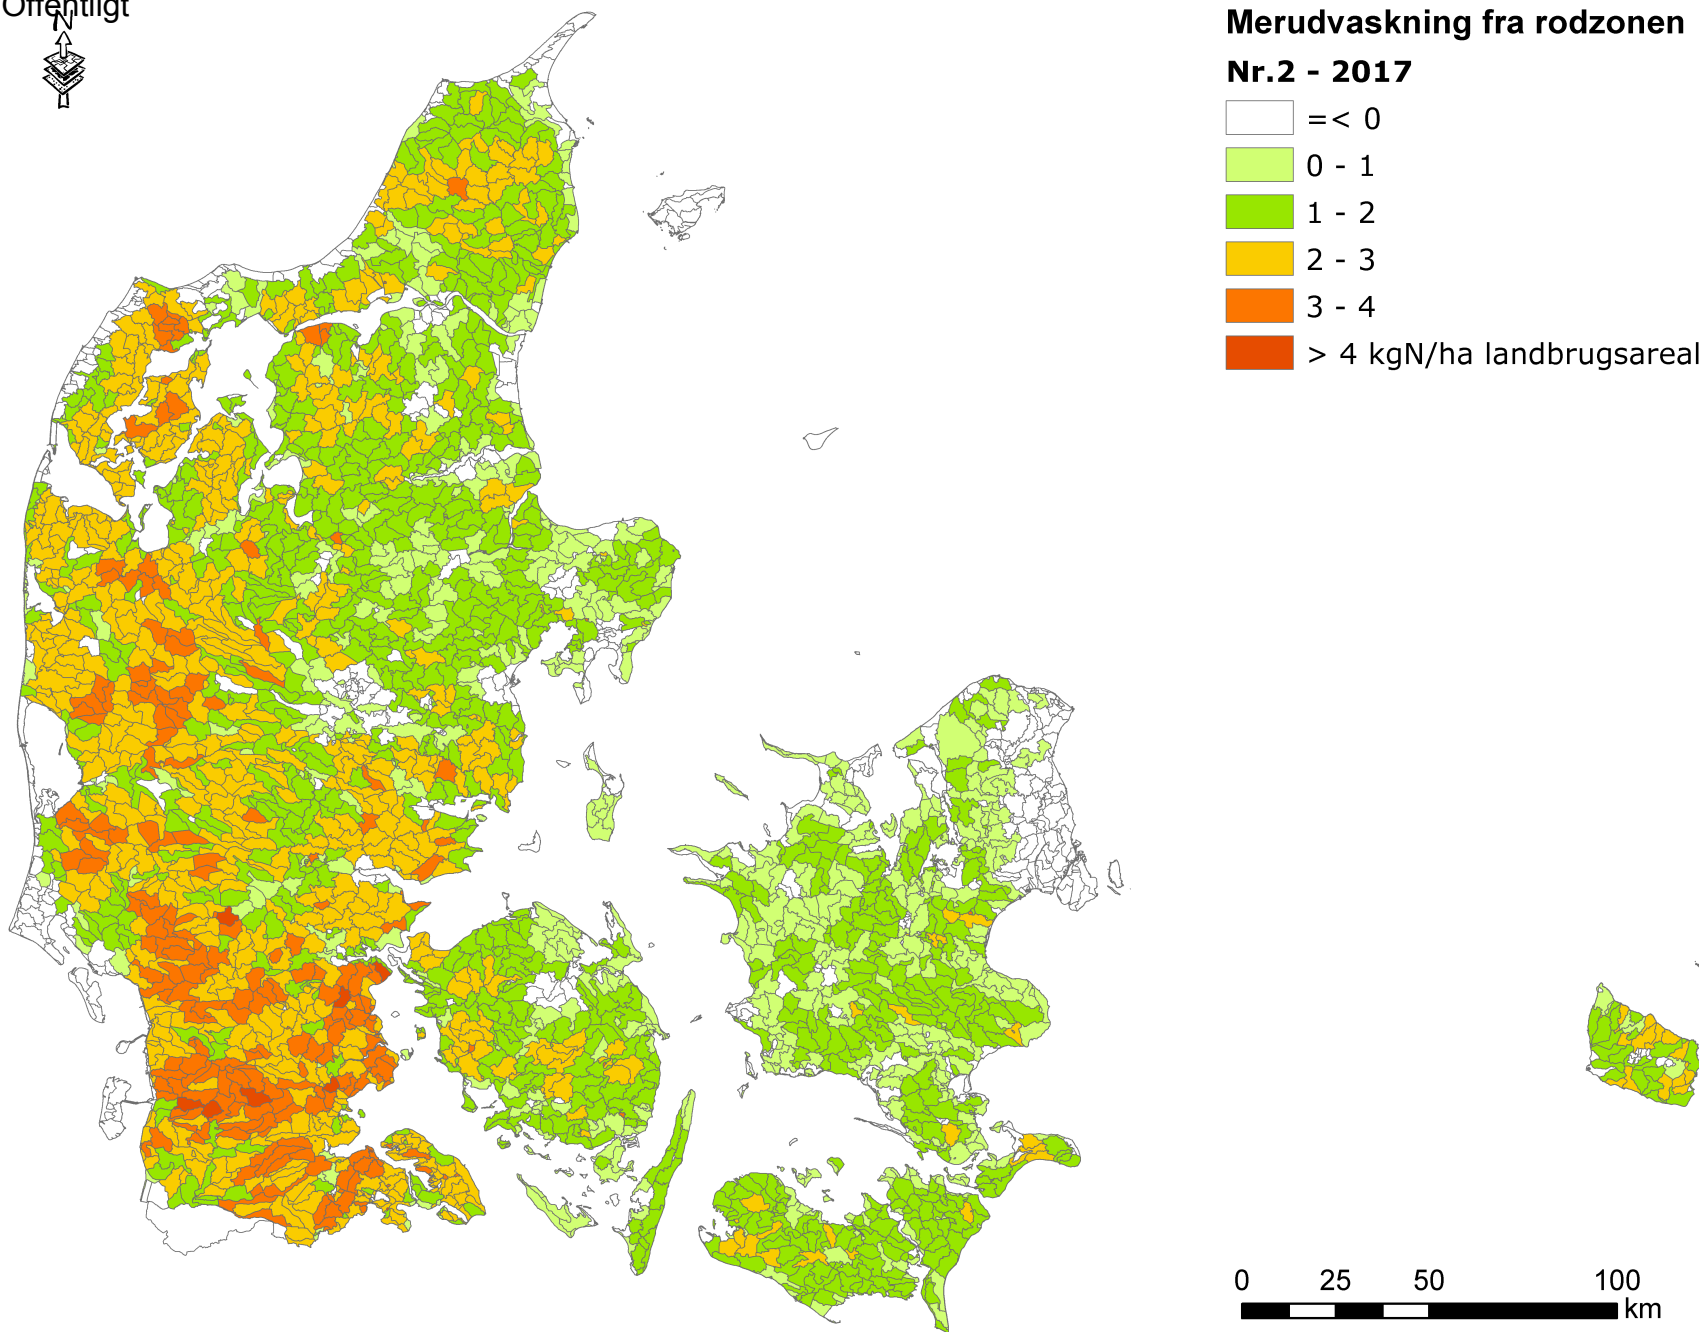 Offentligt
N
Merudvaskning fra rodzonen
Nr.2 - 2017
=< 0
0 - 1
1 - 2
2 - 3
3 - 4
> 4 kgN/ha landbrugsareal
0 25 50 100
km